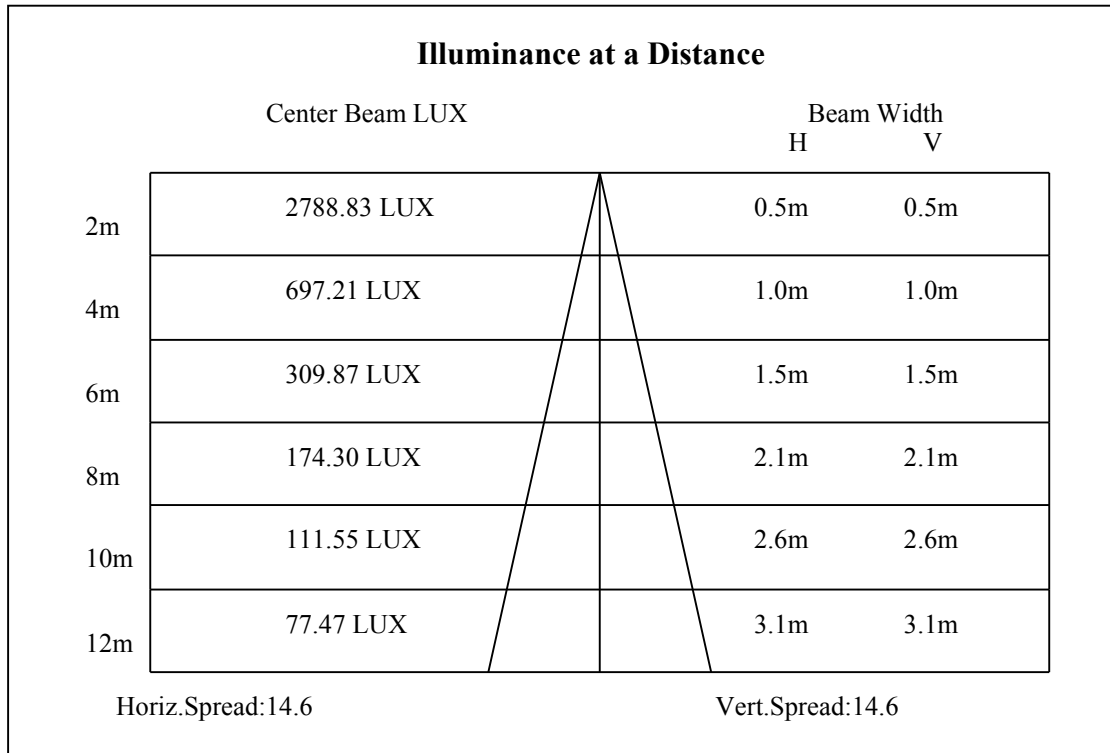 Illuminance at a Distance
Center Beam LUX Beam Width
H V
2m 2788.83 LUX 0.5m 0.5m
4m 697.21 LUX 1.0m 1.0m
6m 309.87 LUX 1.5m 1.5m
8m 174.30 LUX 2.1m 2.1m
10m 111.55 LUX 2.6m 2.6m
12m 77.47 LUX 3.1m 3.1m
Horiz.Spread:14.6 Vert.Spread:14.6